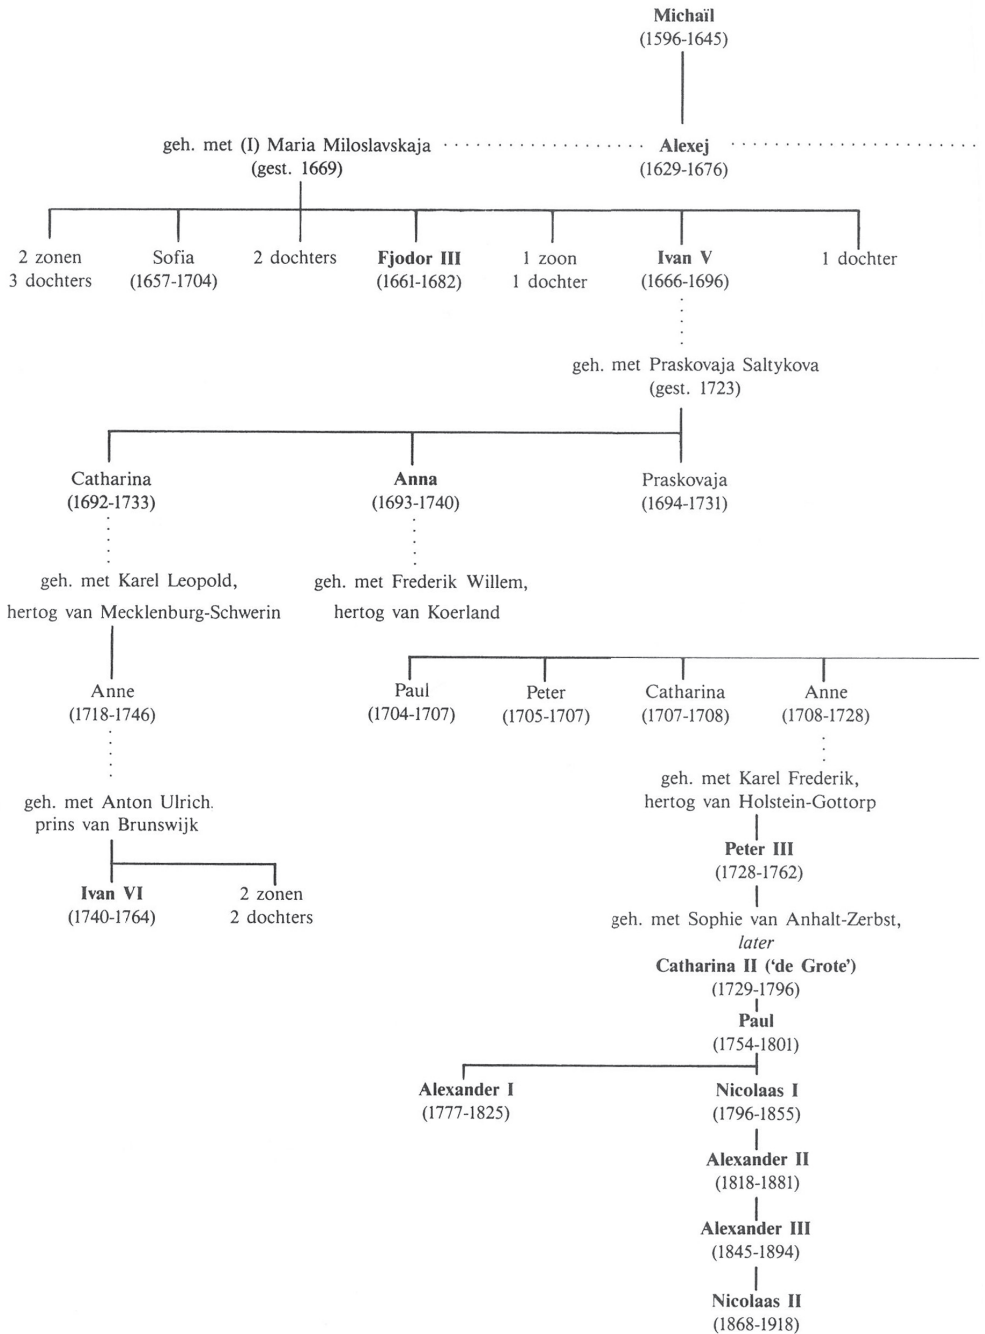 Michaïl
(1596-1645)
geh. met (I) Maria Miloslavskaja
(gest. 1669)
Alexej
(1629-1676)
2 zonen
3 dochters
Sofia
(1657-1704)
2 dochters
Fjodor III
(1661-1682)
1 zoon
1 dochter
Ivan V
(1666-1696)
1 dochter
geh. met Praskovaja Saltykova
(gest. 1723)
Catharina
(1692-1733)
Anna
(1693-1740)
Praskovaja
(1694-1731)
geh. met Karel Leopold,
hertog van Mecklenburg-Schwerin
geh. met Frederik Willem,
hertog van Koerland
Anne
(1718-1746)
Paul
(1704-1707)
Peter
(1705-1707)
Catharina
(1707-1708)
Anne
(1708-1728)
geh. met Anton Ulrich.
prins van Brunswijk
geh. met Karel Frederik,
hertog van Holstein-Gottorp
Ivan VI
(1740-1764)
2 zonen
2 dochters
Peter III
(1728-1762)
geh. met Sophie van Anhalt-Zerbst,
later
Catharina II (‘de Grote’)
(1729-1796)
Paul
(1754-1801)
Alexander I
(1777-1825)
Nicolaas I
(1796-1855)
Alexander II
(1818-1881)
Alexander III
(1845-1894)
Nicolaas II
(1868-1918)